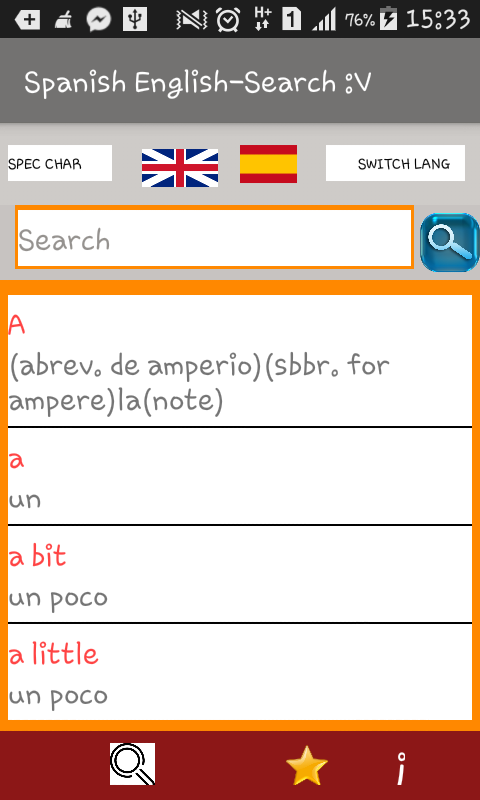 H+
1
76%
15:33
Spanish English-Search :V
SPEC CHAR
SWITCH LANG
Search
A
(abrev. de amperio)(sbbr. for
ampere)la(note)
a
un
a bit
un poco
a little
un poco
i